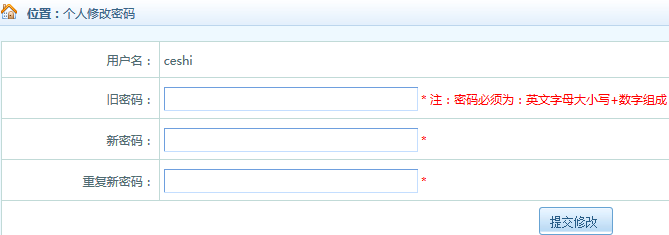 位置：个人修改密码
用户名： ceshi
旧密码： * 注：密码必须为：英文字母大小写+数字组成
新密码： *
重复新密码： *
提交修改